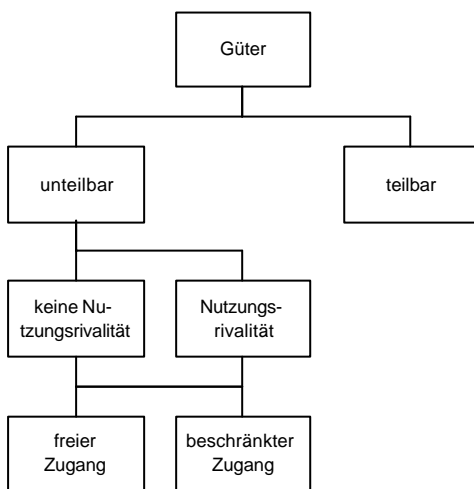 Güter
unteilbar
teilbar
keine Nu-
tzungsrivalität
Nutzungs-
rivalität
freier
Zugang
beschränkter
Zugang